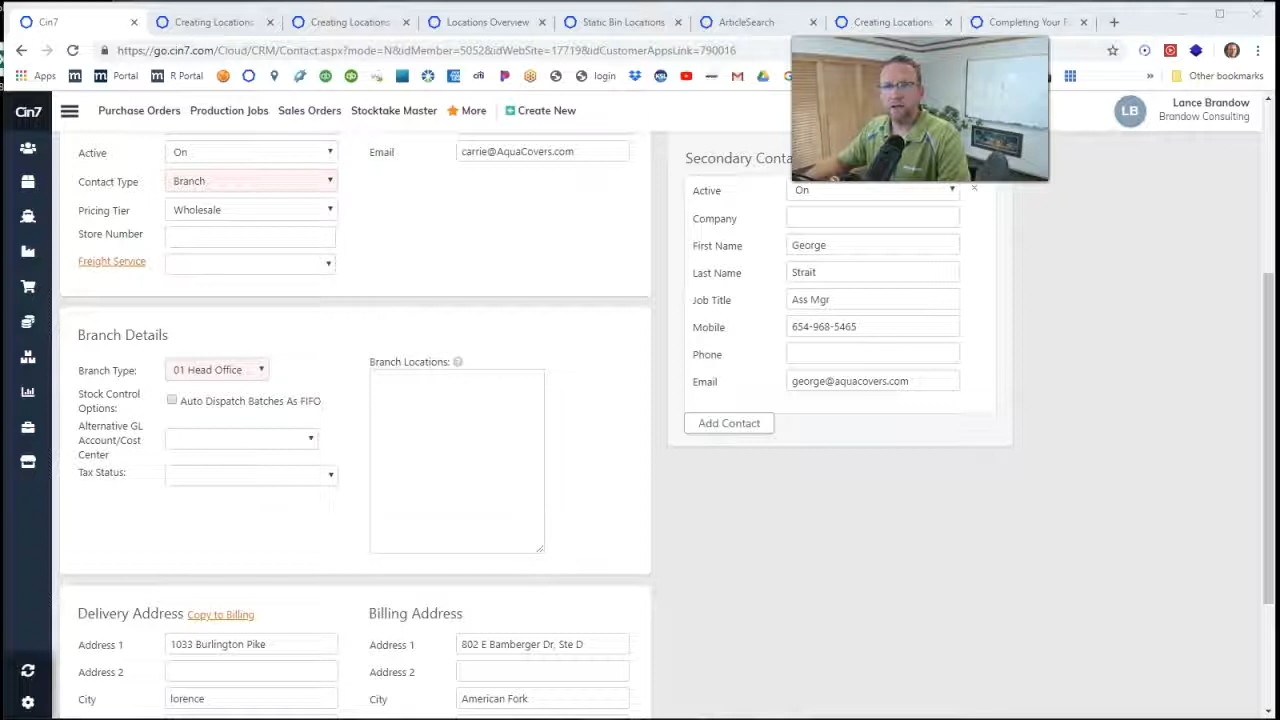 Cin7
Creating Locations
Creating Locations
Locations Overview
Static Bin Locations
ArticleSearch
Creating Locations
Completing Your F
https://go.cin7.com/Cloud/CRM/Contact.aspx?mode=N&idMember=5052&idWebSite=17719&idCustomerAppsLink=790016
Apps
Portal
R Portal
citi
login
KSL
Other bookmarks
Cin7
Purchase Orders
Production Jobs
Sales Orders
Stocktake Master
More
Create New
LB
Lance Brandow
Brandow Consulting
Active
On
Email
carrie@AquaCovers.com
Contact Type
Branch
Pricing Tier
Wholesale
Store Number
Freight Service
Secondary Conta
Active
On
Company
First Name
George
Last Name
Strait
Job Title
Ass Mgr
Mobile
654-968-5465
Phone
Email
george@aquacovers.com
Add Contact
Branch Details
Branch Type:
01 Head Office
Branch Locations:
Stock Control
Options:
Auto Dispatch Batches As FIFO
Alternative GL
Account/Cost
Center
Tax Status:
Delivery Address
Copy to Billing
Billing Address
Address 1
1033 Burlington Pike
Address 1
802 E Bamberger Dr, Ste D
Address 2
Address 2
City
lorence
City
American Fork